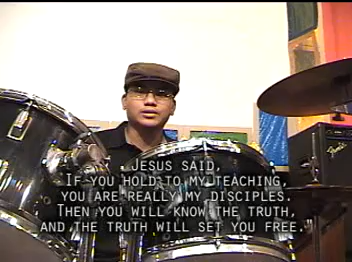 JESUS SAID,
IF YOU HOLD TO MY TEACHING,
YOU ARE REALLY MY DISCIPLES.
THEN YOU WILL KNOW THE TRUTH,
AND THE TRUTH WILL SET YOU FREE."
Fender